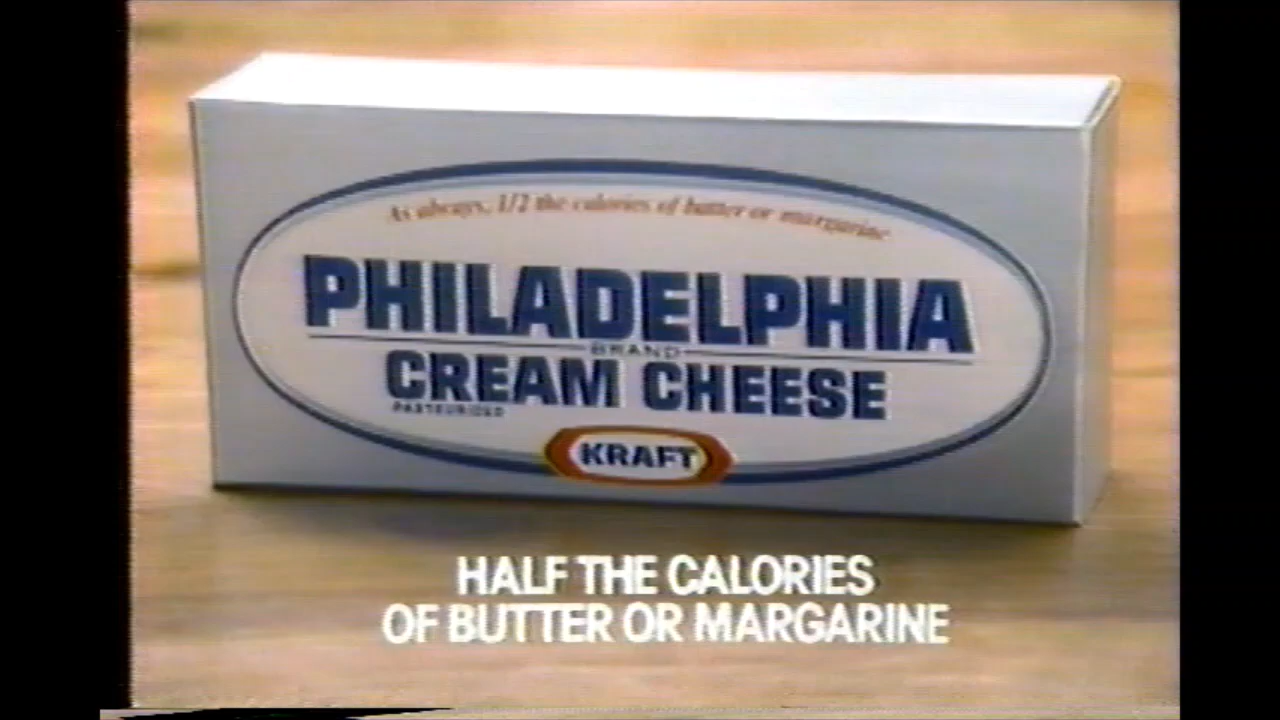 As always, 1/2 the calories of butter or margarine
PHILADELPHIA
BRAND
CREAM CHEESE
PASTEURIZED
KRAFT
HALF THE CALORIES
OF BUTTER OR MARGARINE